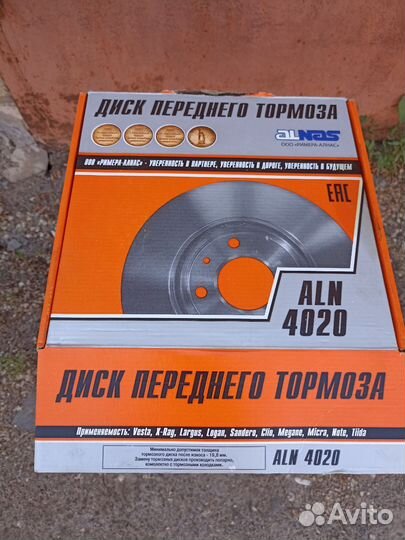 ДИСК ПЕРЕДНЕГО ТОРМОЗА
ALNAS
ООО «РИМЕРА-АЛНАС»
ООО «РИМЕРА-АЛНАС» - УВЕРЕННОСТЬ В ПАРТНЕРЕ, УВЕРЕННОСТЬ В ДОРОГЕ, УВЕРЕННОСТЬ В БУДУЩЕМ
EAC
ALN
4020
ДИСК ПЕРЕДНЕГО ТОРМОЗА
Применяемость: Vesta, X-Ray, Largus, Logan, Sandero, Clio, Megane, Micra, Note, Tiida
Минимально допустимая толщина
тормозного диска после износа - 19,8 мм.
Замену тормозных дисков производить попарно,
комплектно с тормозными колодками.
ALN 4020
Avito